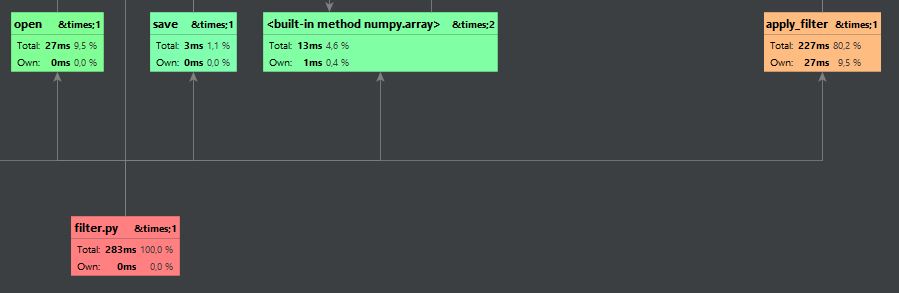 open &times;1
Total: 27ms 9,5 %
Own: 0ms 0,0 %
save &times;1
Total: 3ms 1,1 %
Own: 0ms 0,0 %
<built-in method numpy.array> &times;2
Total: 13ms 4,6 %
Own: 1ms 0,4 %
apply_filter &times;1
Total: 227ms 80,2 %
Own: 27ms 9,5 %
filter.py &times;1
Total: 283ms 100,0 %
Own: 0ms 0,0 %